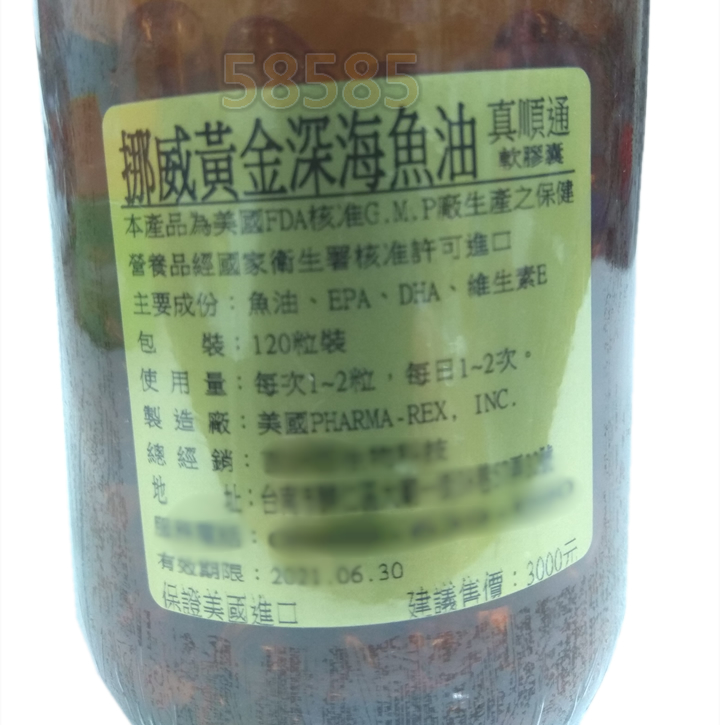 58585
挪威黃金深海魚油 真順通
軟膠囊
本產品為美國FDA核准G.M.P廠生產之保健
營養品經國家衛生署核准許可進口
主要成份：魚油、EPA、DHA、維生素E
包　　裝：120粒裝
使 用 量：每次1~2粒，每日1~2次。
製 造 廠：美國PHARMA-REX, INC.
總 經 銷：
地　　址：台南
有效期限：2021.06.30
保證美國進口　建議售價：3000元